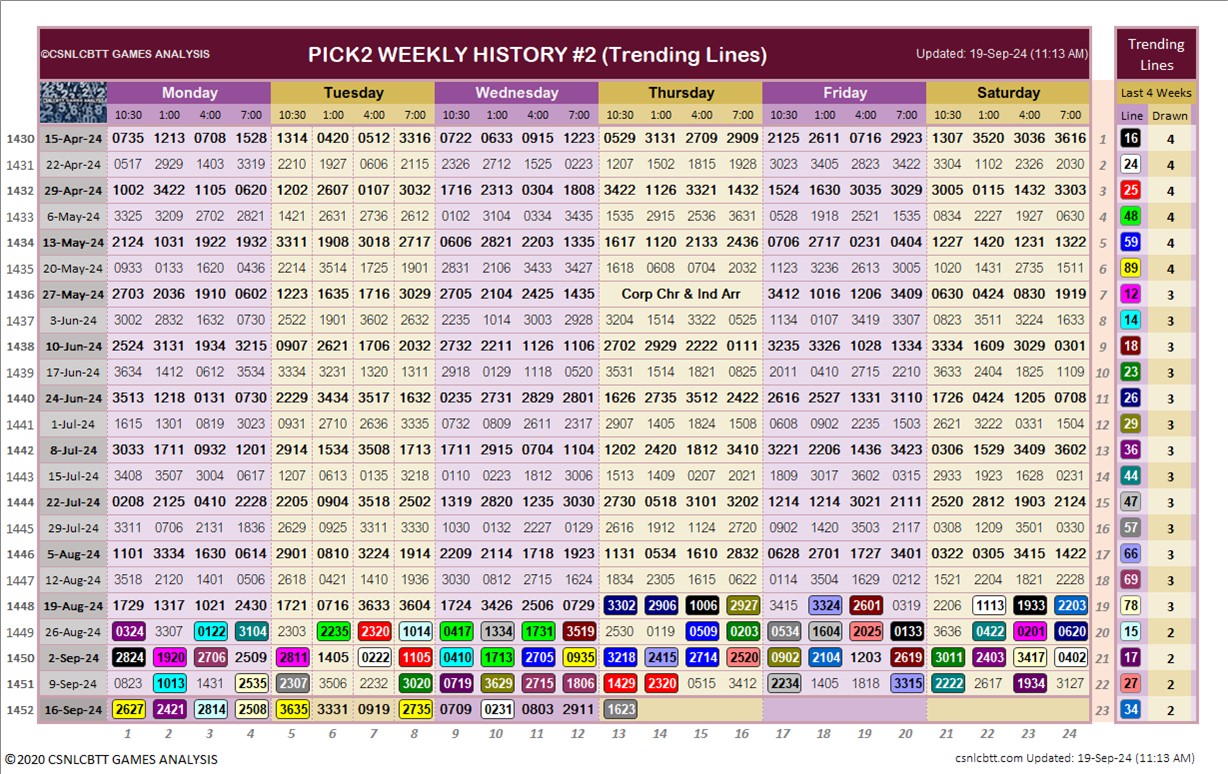 ©CSNLCBTT GAMES ANALYSIS PICK2 WEEKLY HISTORY #2 (Trending Lines) Updated: 19-Sep-24 (11:13 AM)
Trending Lines
Monday Tuesday Wednesday Thursday Friday Saturday Last 4 Weeks
10:30 1:00 4:00 7:00 10:30 1:00 4:00 7:00 10:30 1:00 4:00 7:00 10:30 1:00 4:00 7:00 10:30 1:00 4:00 7:00 10:30 1:00 4:00 7:00 Line Drawn
1430 15-Apr-24 0735 1213 0708 1528 1314 0420 0512 3316 0722 0633 0915 1223 0529 3131 2709 2909 2125 2611 0716 2923 1307 3520 3036 3616 1 16 4
1431 22-Apr-24 0517 2929 1403 3319 2210 1927 0606 2115 2326 2712 1525 0223 1207 1502 1815 1928 3023 3405 2923 3422 3304 1102 2326 2030 2 24 4
1432 29-Apr-24 1002 3422 1105 0620 1202 2607 0107 3032 1716 2313 0304 1808 3422 1126 3321 1432 1524 1630 3035 3029 3005 0115 1432 3303 3 25 4
1433 6-May-24 3325 3209 2702 2821 1421 2631 2736 2612 0102 3104 0334 3435 1535 2915 2536 3631 0528 1918 2521 1535 0834 2227 1927 0630 4 48 4
1434 13-May-24 2124 1031 1922 1932 3311 1908 3018 2717 0606 2821 2203 1335 1617 1120 2133 2436 0706 2717 0231 0404 1227 1420 1231 1322 5 59 4
1435 20-May-24 0933 0133 1620 0436 2214 3514 1725 1901 2831 2106 3433 3427 1618 0608 0704 2032 1123 3236 2613 3005 1020 1431 2735 1511 6 89 4
1436 27-May-24 2703 2036 1910 0602 1223 1635 1716 3029 2705 2104 2425 1435 Corp Chr & Ind Arr 3412 1016 1206 3409 0630 0424 0830 1919 7 12 3
1437 3-Jun-24 3002 2832 1632 0730 2522 1901 3602 2632 2235 1014 3003 2928 3204 1514 3322 0525 1134 0107 3419 3307 0823 3511 3224 1633 8 14 3
1438 10-Jun-24 2524 3131 1934 3215 0907 2621 1706 2032 2732 2211 1126 1106 2702 2929 2222 0111 3235 3326 1028 1334 3334 1609 3029 0301 9 18 3
1439 17-Jun-24 3634 1412 0612 3534 3334 3231 1320 1311 2918 0129 1118 0520 3531 1514 1821 0825 2011 0410 2715 2210 3633 2404 1825 1109 10 23 3
1440 24-Jun-24 3513 1218 0131 0730 2229 3434 3517 1632 0235 2731 2829 2801 1626 2735 3512 2422 2616 2527 1331 3110 1726 0424 1205 0708 11 26 3
1441 1-Jul-24 1615 1301 0819 3023 0931 2710 2636 3333 0732 0809 2611 2317 2907 1405 1824 1508 0608 0902 2235 1503 2621 3222 0331 1504 12 29 3
1442 8-Jul-24 3033 1711 0932 1201 2914 1534 3508 1713 1711 2915 0704 1104 1202 2420 1812 3410 3221 2206 1436 3423 0306 1529 3409 3602 13 36 3
1443 15-Jul-24 3408 3507 3004 0617 1207 0613 0135 3218 0110 0223 1812 3006 1513 1409 0207 2021 1809 3017 3602 0315 2933 1923 1628 0231 14 44 3
1444 22-Jul-24 0208 2125 0410 2228 2205 0904 3518 2502 1319 2820 1235 3030 2730 0518 3101 3202 1214 1214 3021 2111 2520 2812 1903 2124 15 47 3
1445 29-Jul-24 3311 0706 2131 1836 2629 0925 3311 3330 1030 0132 2227 0129 2616 1912 1124 2720 0902 1420 3503 2117 0308 1209 3501 0330 16 57 3
1446 5-Aug-24 1101 3334 1630 0614 2901 0810 3224 1914 2209 2114 1718 1923 1131 0534 1610 2832 0628 2701 1727 3401 0322 0305 3415 1422 17 66 3
1447 12-Aug-24 3518 2120 1401 0506 2618 0421 1410 1936 3030 0812 2715 1624 1834 2305 1615 0622 0114 3504 1629 0212 1521 2204 1821 2228 18 69 3
1448 19-Aug-24 1729 1317 1021 2430 1721 0716 3633 3604 1724 3426 2506 0729 3302 2906 1006 2927 3415 3324 2601 0319 2206 1113 1933 2203 19 78 3
1449 26-Aug-24 0324 3307 0122 3104 2303 2235 2320 1014 0417 1334 1731 3519 2530 0119 0509 0203 0534 1604 2025 0133 3636 0422 0201 0620 20 15 2
1450 2-Sep-24 2824 1920 2706 2509 2811 1405 0222 1105 0410 1713 2705 0935 3218 2415 2714 2520 0902 2104 1203 2619 3011 2403 3417 0402 21 17 2
1451 9-Sep-24 0823 1013 1431 2535 2307 3506 2232 3020 0719 3629 2715 1806 1429 2320 0515 3412 2234 1405 1318 3315 2222 2617 1934 3127 22 27 2
1452 16-Sep-24 2627 2421 2814 2508 3635 3331 0919 2735 0709 0231 0803 2911 1623 23 34 2
1 2 3 4 5 6 7 8 9 10 11 12 13 14 15 16 17 18 19 20 21 22 23 24
©2020 CSNLCBTT GAMES ANALYSIS csnlcbtt.com Updated: 19-Sep-24 (11:13 AM)